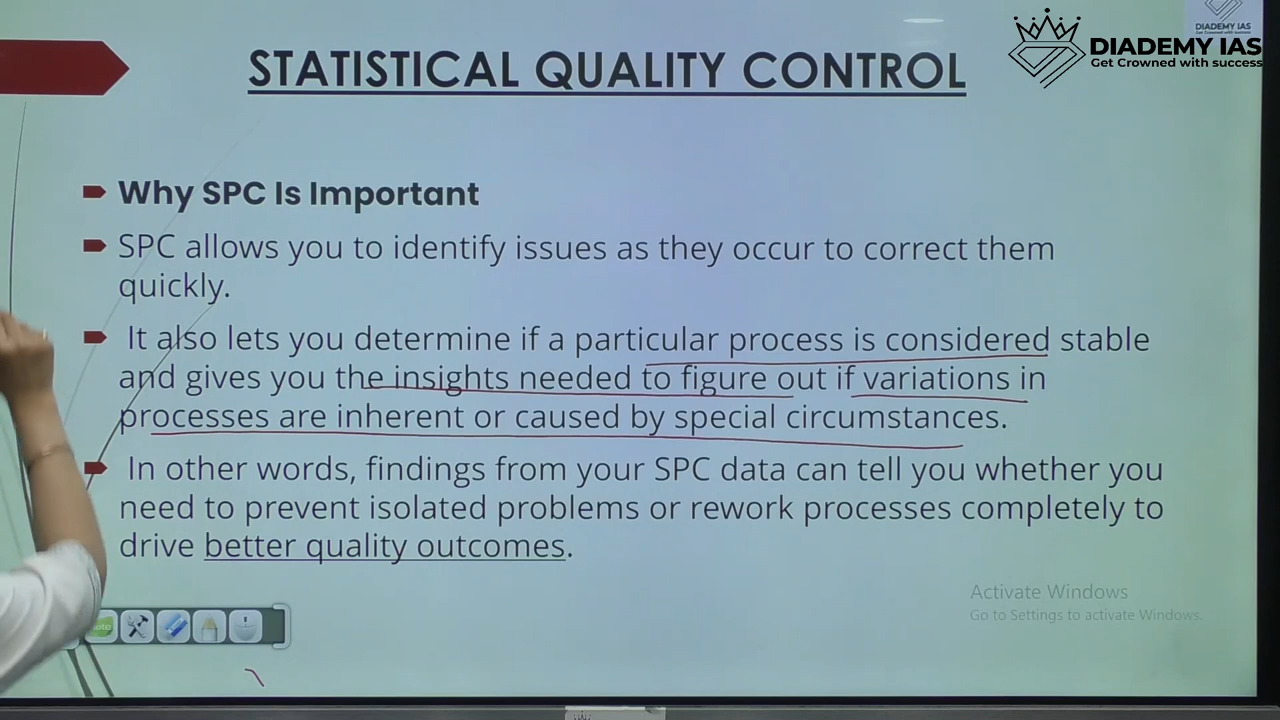 DIADEMY IAS
Get Crowned with success
DIADEMY IAS
Get Crowned with success
STATISTICAL QUALITY CONTROL
Why SPC Is Important
SPC allows you to identify issues as they occur to correct them
quickly.
It also lets you determine if a particular process is considered stable
and gives you the insights needed to figure out if variations in
processes are inherent or caused by special circumstances.
In other words, findings from your SPC data can tell you whether you
need to prevent isolated problems or rework processes completely to
drive better quality outcomes.
Activate Windows
Go to Settings to activate Windows.